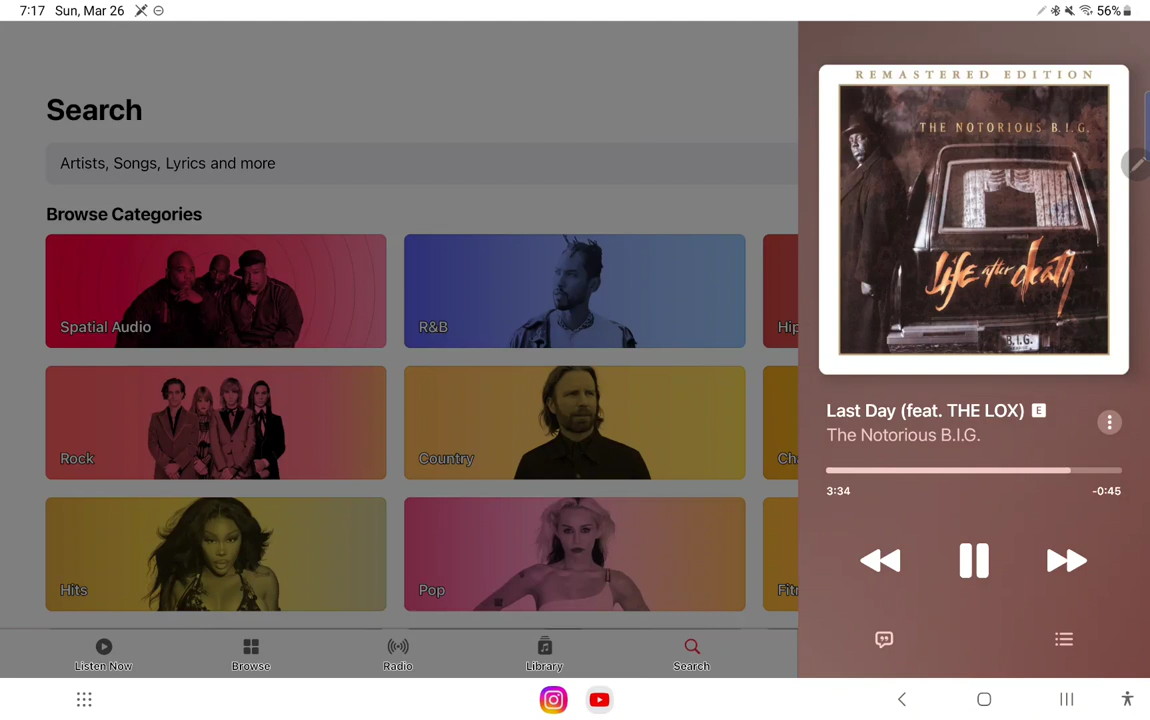 7:17 Sun, Mar 26
56%
Search
Artists, Songs, Lyrics and more
Browse Categories
Spatial Audio
R&B
Hip
Rock
Country
Ch
Hits
Pop
Fit
Listen Now
Browse
Radio
Library
Search
REMASTERED EDITION
THE NOTORIOUS B.I.G.
Life after death
B.I.G.
Last Day (feat. THE LOX) E
The Notorious B.I.G.
3:34
-0:45